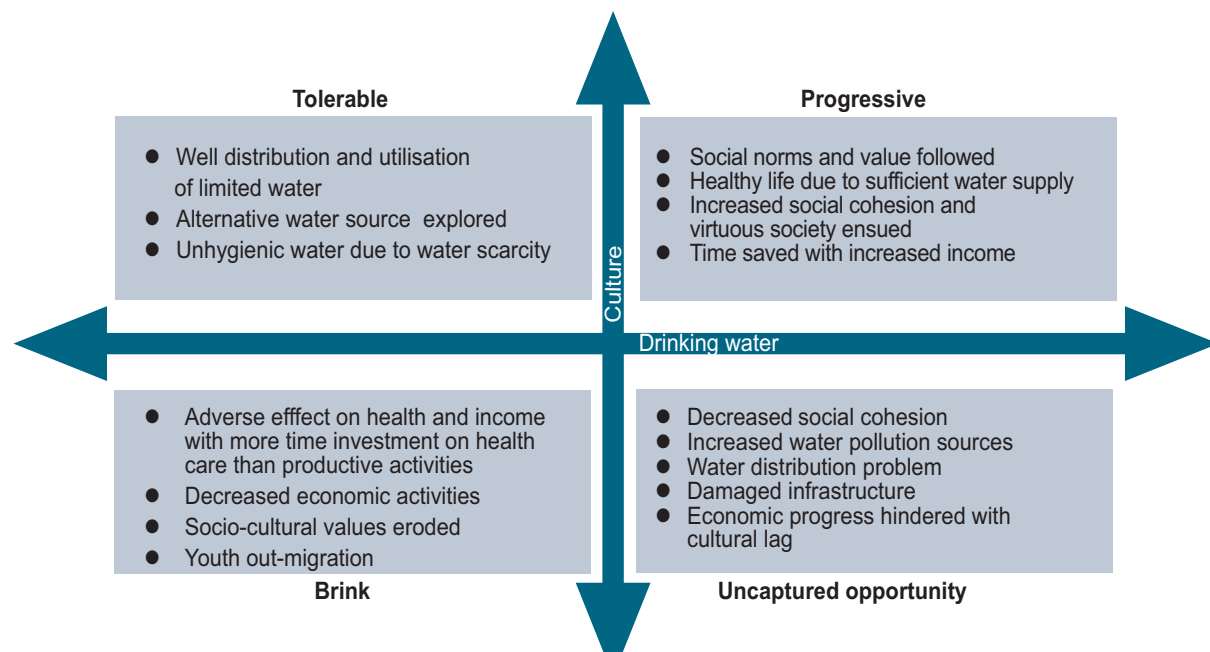 Tolerable
● Well distribution and utilisation
of limited water
● Alternative water source explored
● Unhygienic water due to water scarcity
Progressive
● Social norms and value followed
● Healthy life due to sufficient water supply
● Increased social cohesion and
virtuous society ensued
● Time saved with increased income
Culture
Drinking water
● Adverse efffect on health and income
with more time investment on health
care than productive activities
● Decreased economic activities
● Socio-cultural values eroded
● Youth out-migration
Brink
● Decreased social cohesion
● Increased water pollution sources
● Water distribution problem
● Damaged infrastructure
● Economic progress hindered with
cultural lag
Uncaptured opportunity